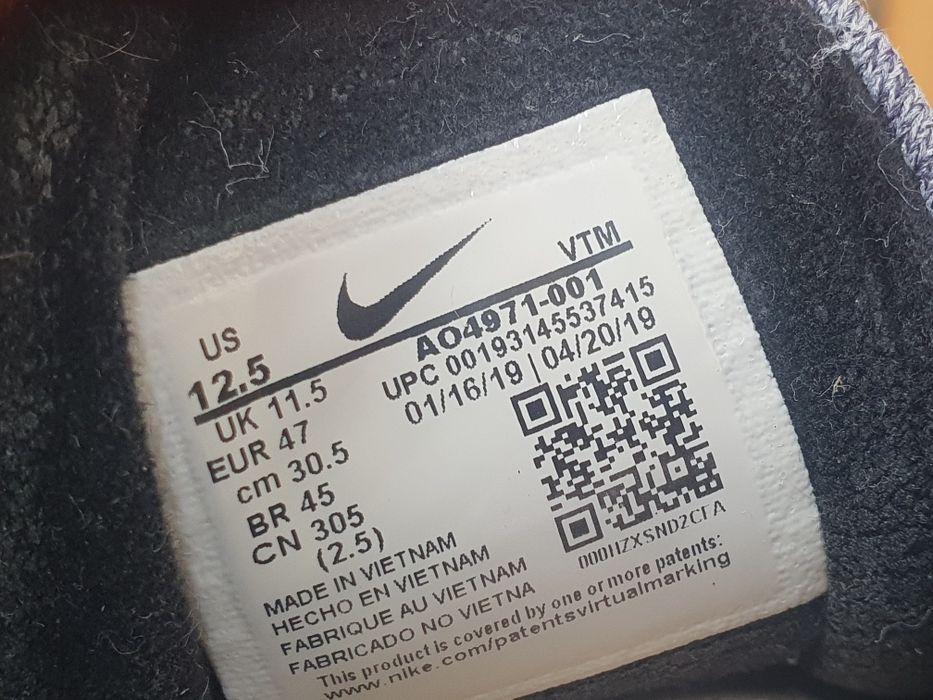 US
12.5
VTM
AO4971-001
UPC 00193145537415
01/16/19 | 04/20/19
UK 11.5
EUR 47
cm 30.5
BR 45
CN 305
(2.5)
000HZXSND2CFA
MADE IN VIETNAM
HECHO EN VIETNAM
FABRIQUE AU VIETNAM
FABRICADO NO VIETNA
This product is covered by one or more patents:
www.nike.com/patentsvirtualmarking